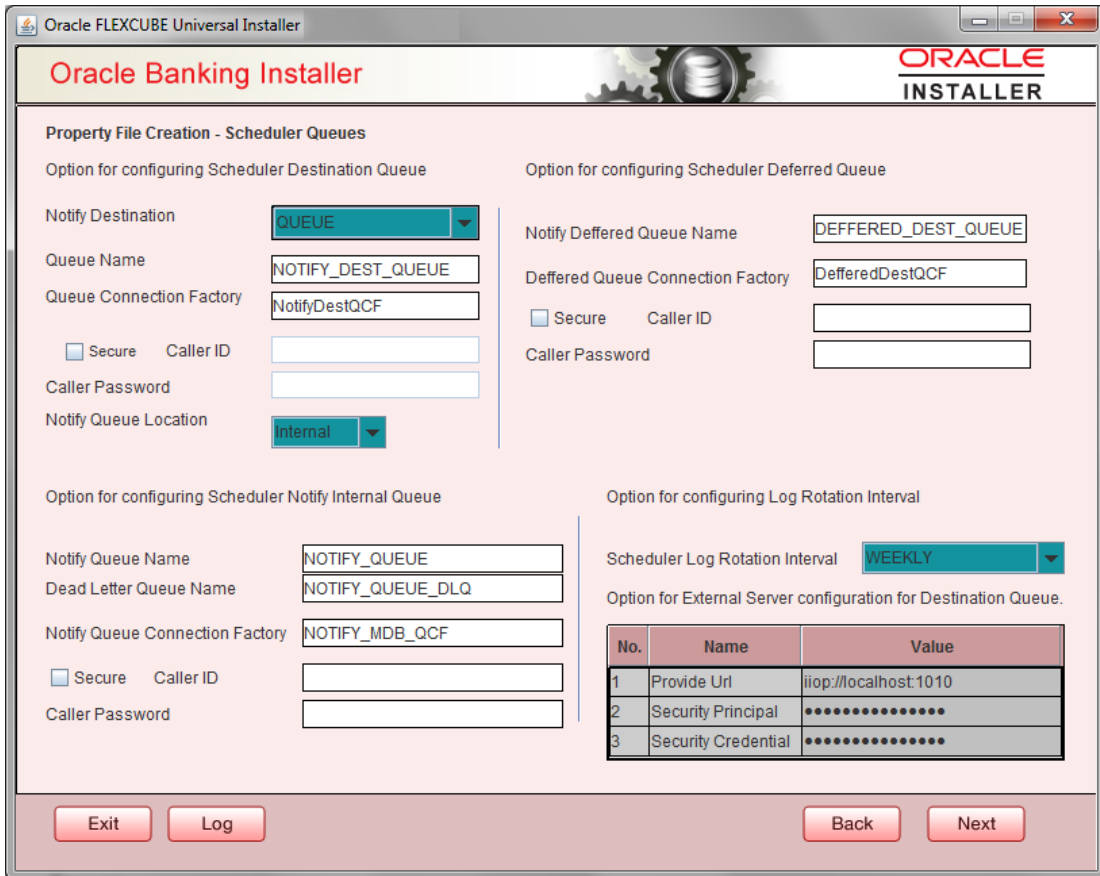 Oracle FLEXCUBE Universal Installer
Oracle Banking Installer
ORACLE
INSTALLER
Property File Creation - Scheduler Queues
Option for configuring Scheduler Destination Queue
Notify Destination
QUEUE
Queue Name
NOTIFY_DEST_QUEUE
Queue Connection Factory
NotifyDestQCF
Secure Caller ID
Caller Password
Notify Queue Location
Internal
Option for configuring Scheduler Deferred Queue
Notify Deffered Queue Name
DEFFERED_DEST_QUEUE
Deffered Queue Connection Factory
DefferedDestQCF
Secure Caller ID
Caller Password
Option for configuring Scheduler Notify Internal Queue
Notify Queue Name
NOTIFY_QUEUE
Dead Letter Queue Name
NOTIFY_QUEUE_DLQ
Notify Queue Connection Factory
NOTIFY_MDB_QCF
Secure Caller ID
Caller Password
Option for configuring Log Rotation Interval
Scheduler Log Rotation Interval
WEEKLY
Option for External Server configuration for Destination Queue.
No. Name Value
1 Provide Url iiop://localhost:1010
2 Security Principal •••••••••••••••
3 Security Credential •••••••••••••••
Exit
Log
Back
Next